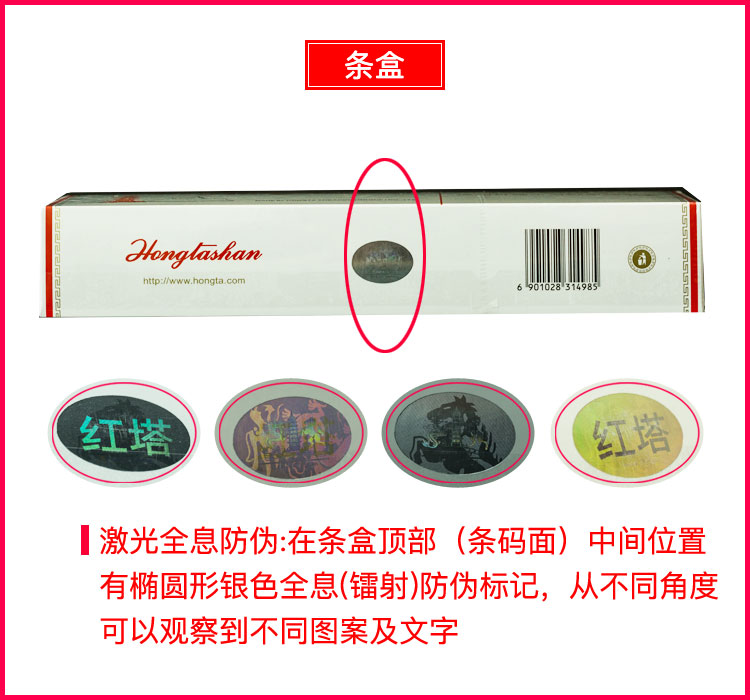 条盒
Hongtashan
http://www.hongta.com
6 901028 314985
红塔
红塔
激光全息防伪:在条盒顶部（条码面）中间位置
有椭圆形银色全息(镭射)防伪标记，从不同角度
可以观察到不同图案及文字